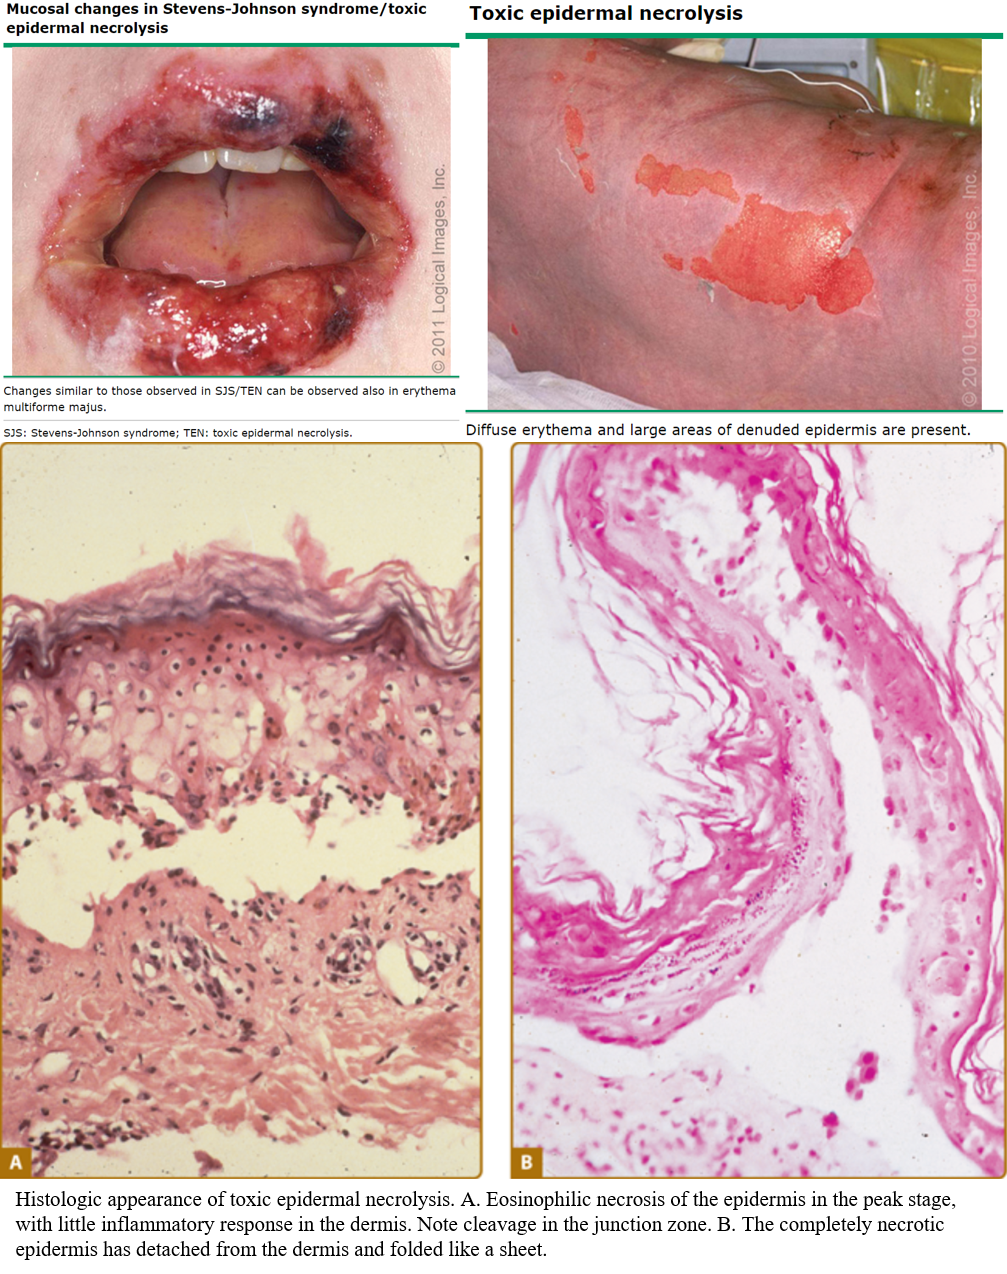 Mucosal changes in Stevens-Johnson syndrome/toxic
epidermal necrolysis
© 2011 Logical Images, Inc.
Changes similar to those observed in SJS/TEN can be observed also in erythema
multiforme majus.
SJS: Stevens-Johnson syndrome; TEN: toxic epidermal necrolysis.
Toxic epidermal necrolysis
© 2010 Logical Images, Inc.
Diffuse erythema and large areas of denuded epidermis are present.
A
B
Histologic appearance of toxic epidermal necrolysis. A. Eosinophilic necrosis of the epidermis in the peak stage,
with little inflammatory response in the dermis. Note cleavage in the junction zone. B. The completely necrotic
epidermis has detached from the dermis and folded like a sheet.